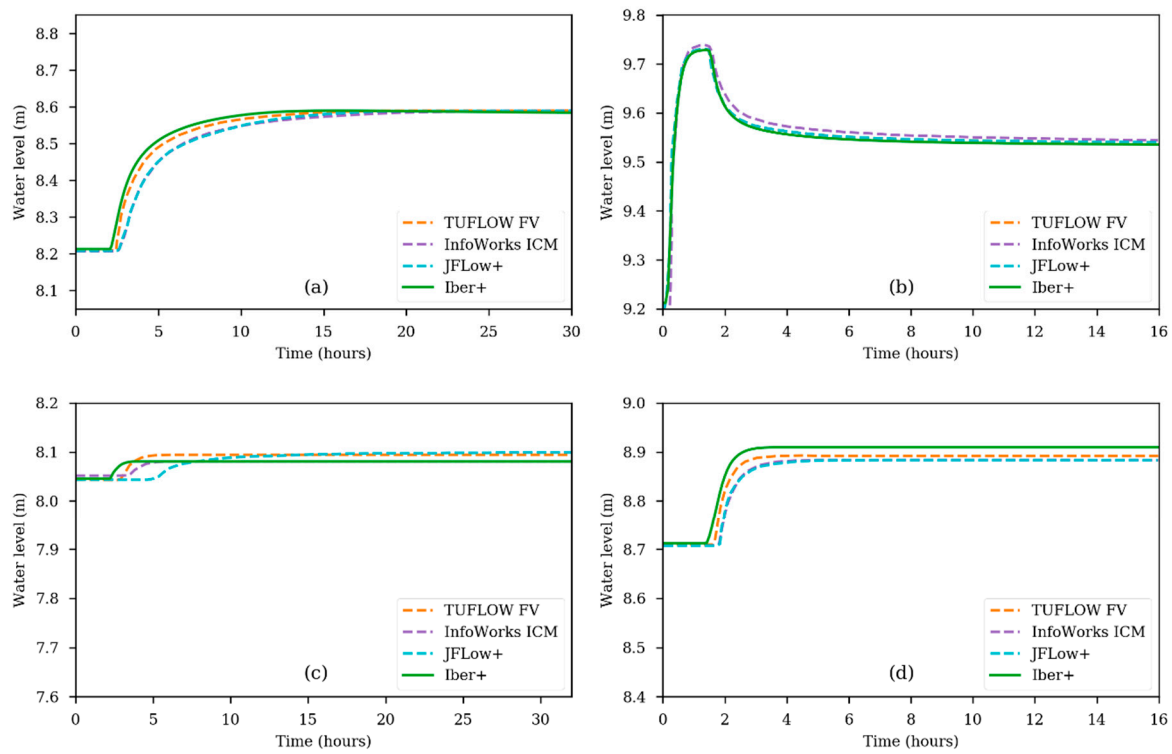 8.8
8.7
8.6
8.5
8.4
8.3
8.2
8.1
Water level (m)
0 5 10 15 20 25 30
Time (hours)
TUFLOW FV
InfoWorks ICM
JFLow+
Iber+
(a)
9.8
9.7
9.6
9.5
9.4
9.3
9.2
Water level (m)
0 2 4 6 8 10 12 14 16
Time (hours)
TUFLOW FV
InfoWorks ICM
JFLow+
Iber+
(b)
8.2
8.1
8.0
7.9
7.8
7.7
7.6
Water level (m)
0 5 10 15 20 25 30
Time (hours)
TUFLOW FV
InfoWorks ICM
JFLow+
Iber+
(c)
9.0
8.9
8.8
8.7
8.6
8.5
8.4
Water level (m)
0 2 4 6 8 10 12 14 16
Time (hours)
TUFLOW FV
InfoWorks ICM
JFLow+
Iber+
(d)